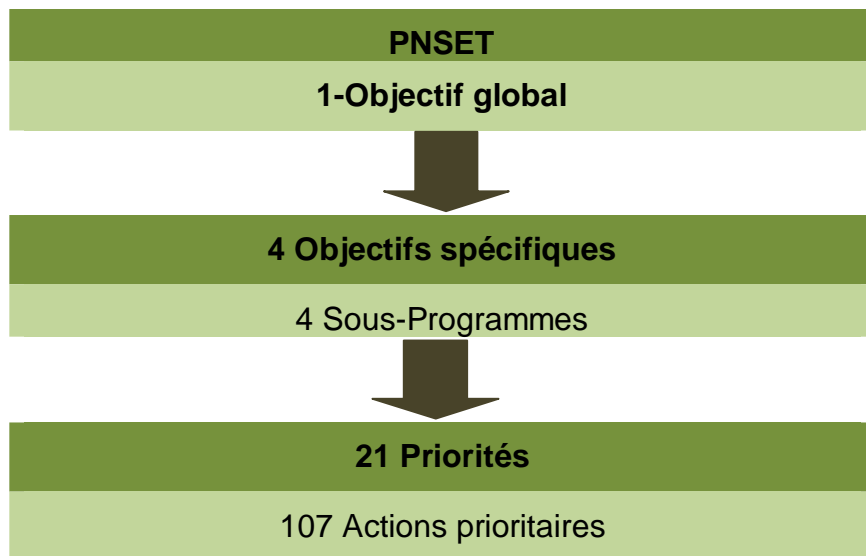 PNSET
1-Objectif global
4 Objectifs spécifiques
4 Sous-Programmes
21 Priorités
107 Actions prioritaires